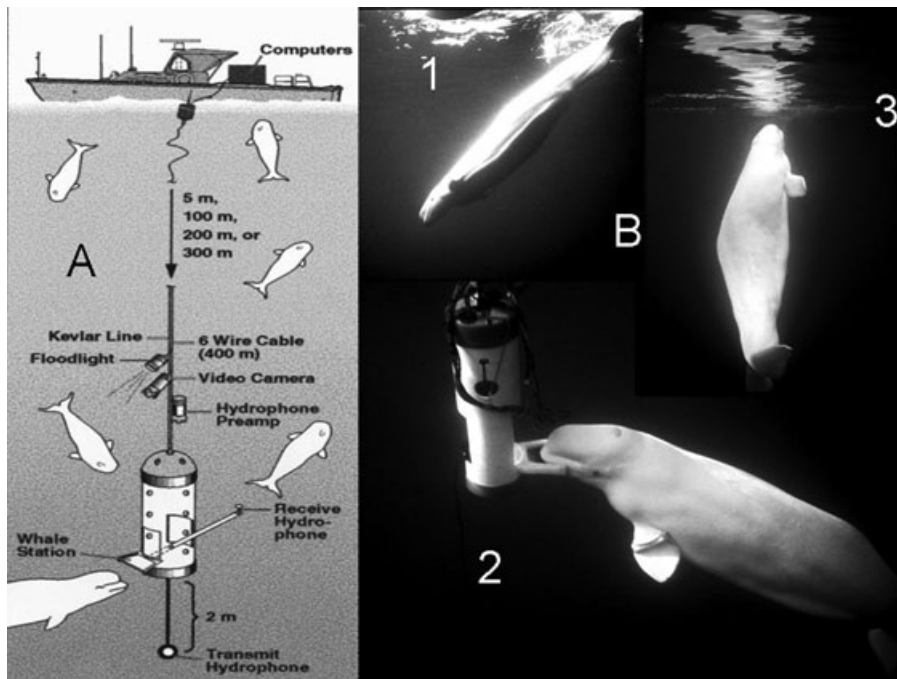 Computers
5 m,
100 m,
200 m, or
300 m
A
Kevlar Line
6 Wire Cable
(400 m)
Floodlight
Video Camera
Hydrophone
Preamp
Receive
Hydro-
phone
Whale
Station
2 m
Transmit
Hydrophone
1
B
3
2